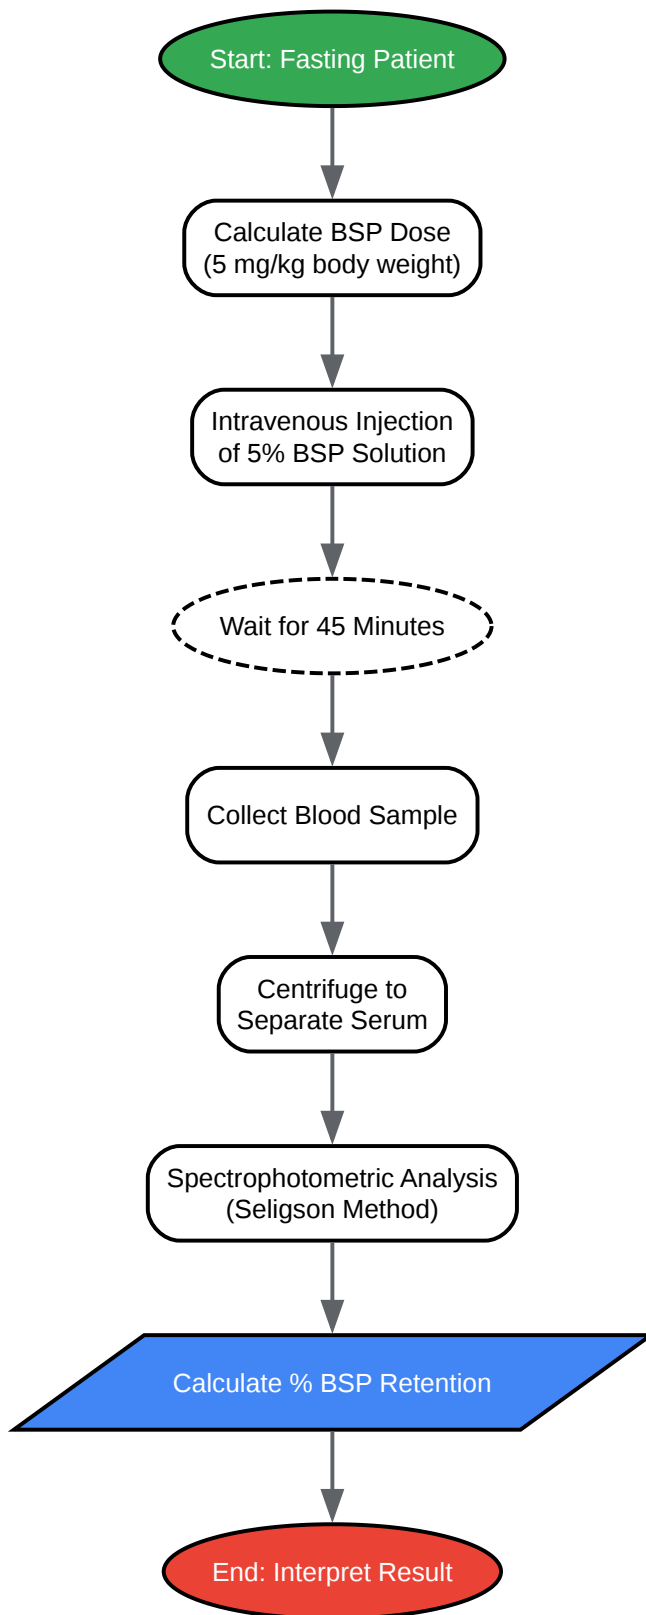 Start: Fasting Patient
Calculate BSP Dose
(5 mg/kg body weight)
Intravenous Injection
of 5% BSP Solution
Wait for 45 Minutes
Collect Blood Sample
Centrifuge to
Separate Serum
Spectrophotometric Analysis
(Seligson Method)
Calculate % BSP Retention
End: Interpret Result